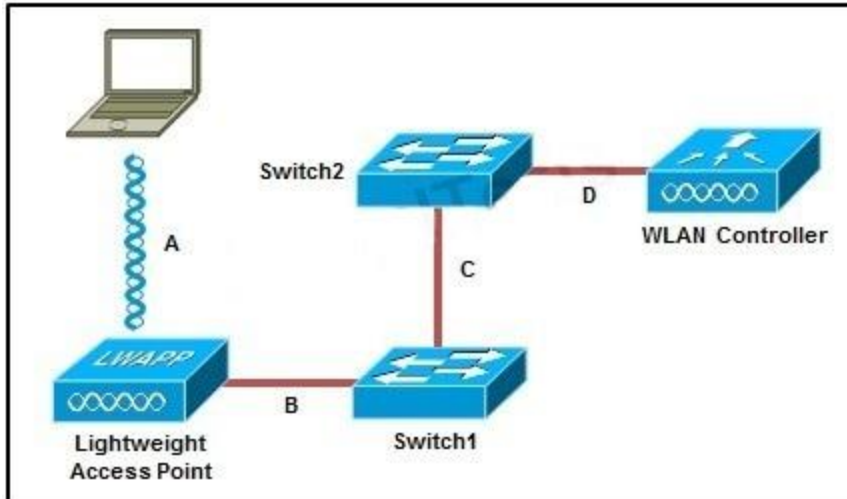 Switch2
D
WLAN Controller
A
C
LWAPP
B
Lightweight
Access Point
Switch1